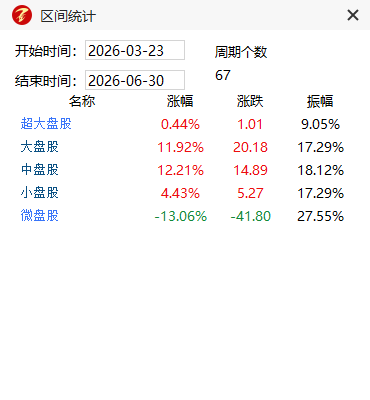 区间统计
开始时间: 2026-03-23 周期个数
结束时间: 2026-06-30 67
名称 涨幅 涨跌 振幅
超大盘股 0.44% 1.01 9.05%
大盘股 11.92% 20.18 17.29%
中盘股 12.21% 14.89 18.12%
小盘股 4.43% 5.27 17.29%
微盘股 -13.06% -41.80 27.55%